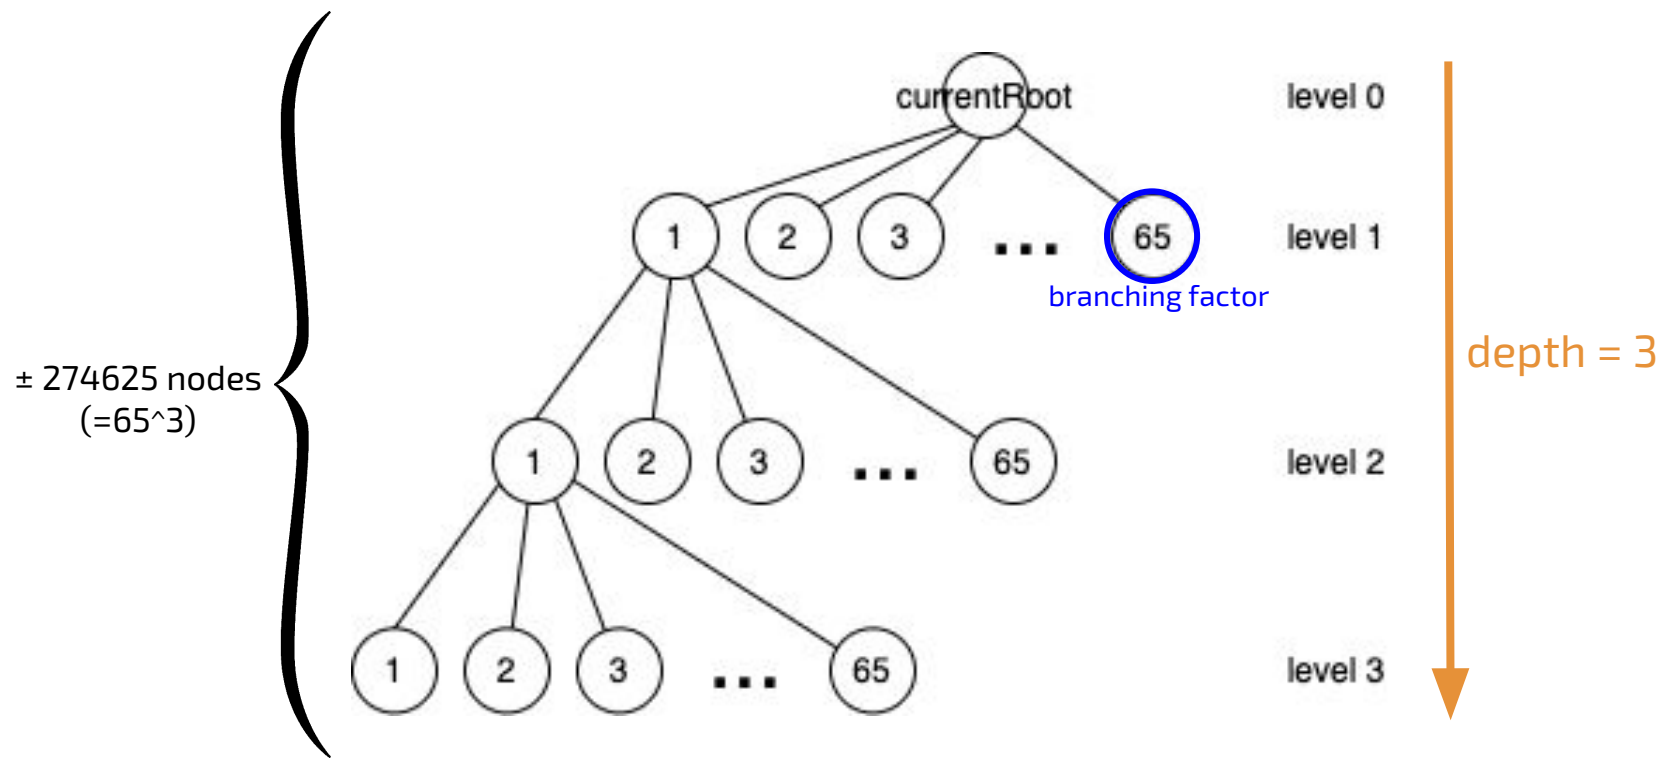 currentRoot
level 0
1
2
3
...
65
level 1
branching factor
depth = 3
± 274625 nodes
(=65^3)
1
2
3
...
65
level 2
1
2
3
...
65
level 3